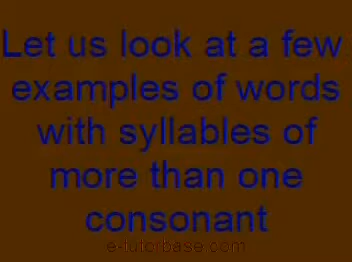 Let us look at a few
examples of words
with syllables of
more than one
consonant
e-tutorbase.com